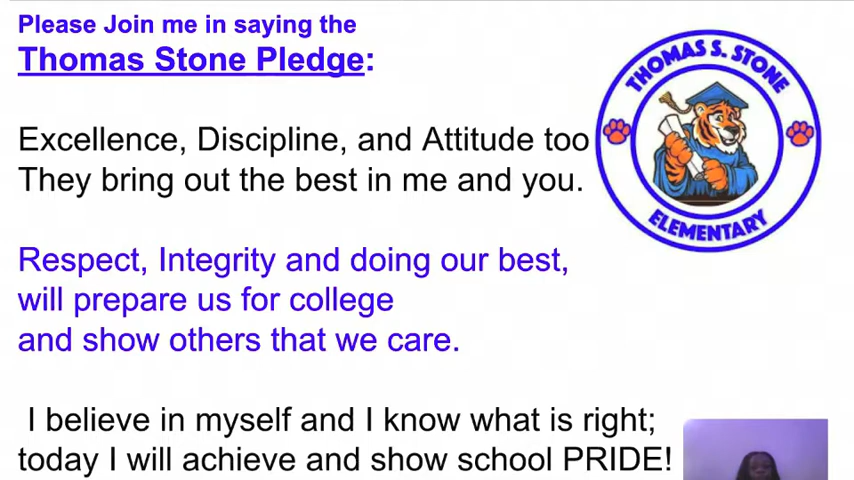 Please Join me in saying the
Thomas Stone Pledge:
Excellence, Discipline, and Attitude too
They bring out the best in me and you.
Respect, Integrity and doing our best,
will prepare us for college
and show others that we care.
I believe in myself and I know what is right;
today I will achieve and show school PRIDE!
THOMAS S. STONE
ELEMENTARY